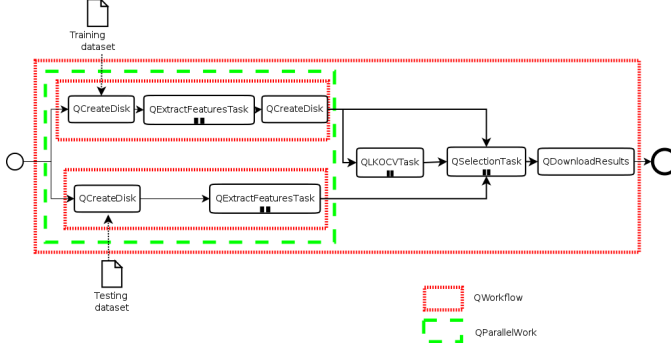 Training
dataset
QCreateDisk
QExtractFeaturesTask
QCreateDisk
QLKOCVTask
QSelectionTask
QDownloadResults
QCreateDisk
QExtractFeaturesTask
Testing
dataset
QWorkflow
QParallelWork